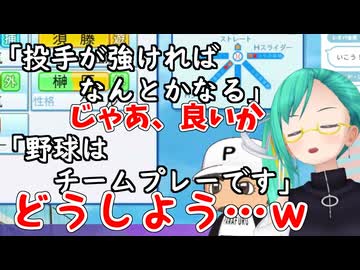 捕 須藤
外 榊
性格
ストレート
Hスライダー
いこう!
「投手が強ければ
なんとかなる」
じゃあ、良いか
「野球は
チームプレーです」
どうしよう…w
P